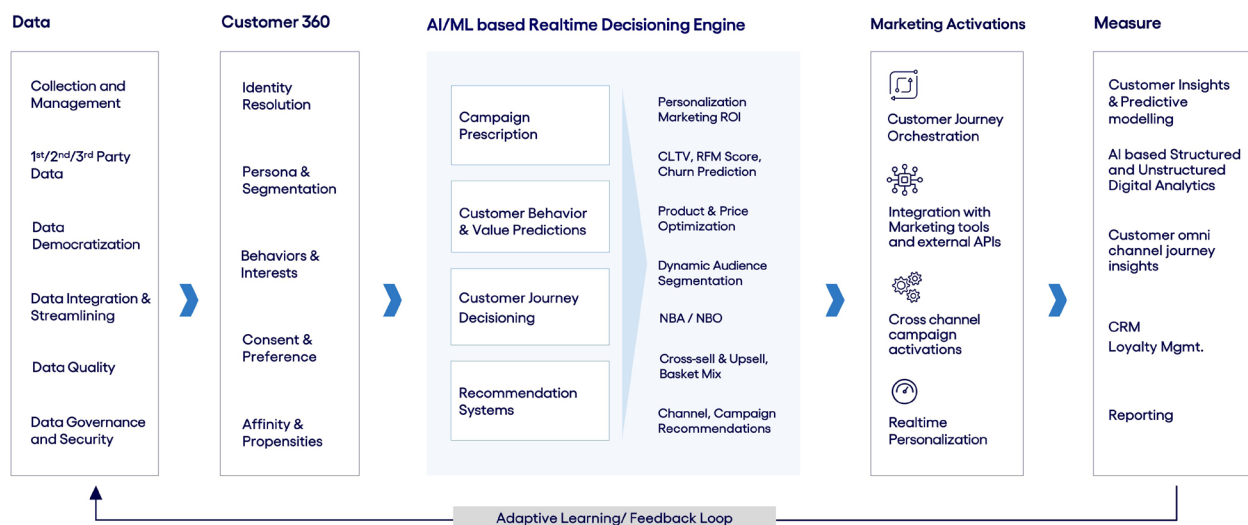 Data
Collection and
Management
1st/2nd/3rd Party
Data
Data
Democratization
Data Integration &
Streamlining
Data Quality
Data Governance
and Security
Customer 360
Identity
Resolution
Persona &
Segmentation
Behaviors &
Interests
Consent &
Preference
Affinity &
Propensities
AI/ML based Realtime Decisioning Engine
Campaign
Prescription
Customer Behavior
& Value Predictions
Customer Journey
Decisioning
Recommendation
Systems
Personalization
Marketing ROI
CLTV, RFM Score,
Churn Prediction
Product & Price
Optimization
Dynamic Audience
Segmentation
NBA / NBO
Cross-sell & Upsell,
Basket Mix
Channel, Campaign
Recommendations
Marketing Activations
Customer Journey
Orchestration
Integration with
Marketing tools
and external APIs
Cross channel
campaign
activations
Realtime
Personalization
Measure
Customer Insights
& Predictive
modelling
AI based Structured
and Unstructured
Digital Analytics
Customer omni
channel journey
insights
CRM
Loyalty Mgmt.
Reporting
Adaptive Learning/ Feedback Loop